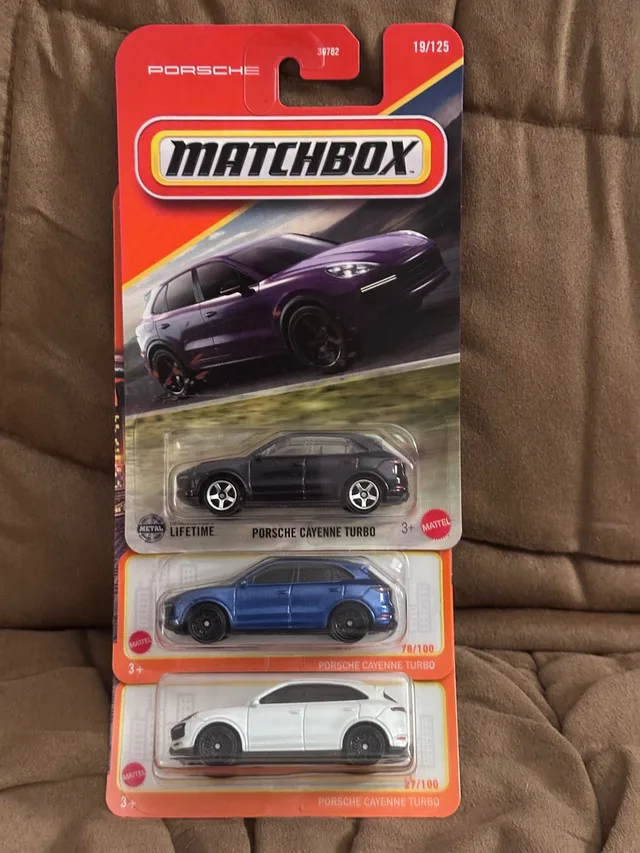 PORSCHE
30782
19/125
MATCHBOX
METAL
LIFETIME
PORSCHE CAYENNE TURBO
3+
MATTEL
MATTEL
78/100
3+
PORSCHE CAYENNE TURBO
MATTEL
27/100
3+
PORSCHE CAYENNE TURBO